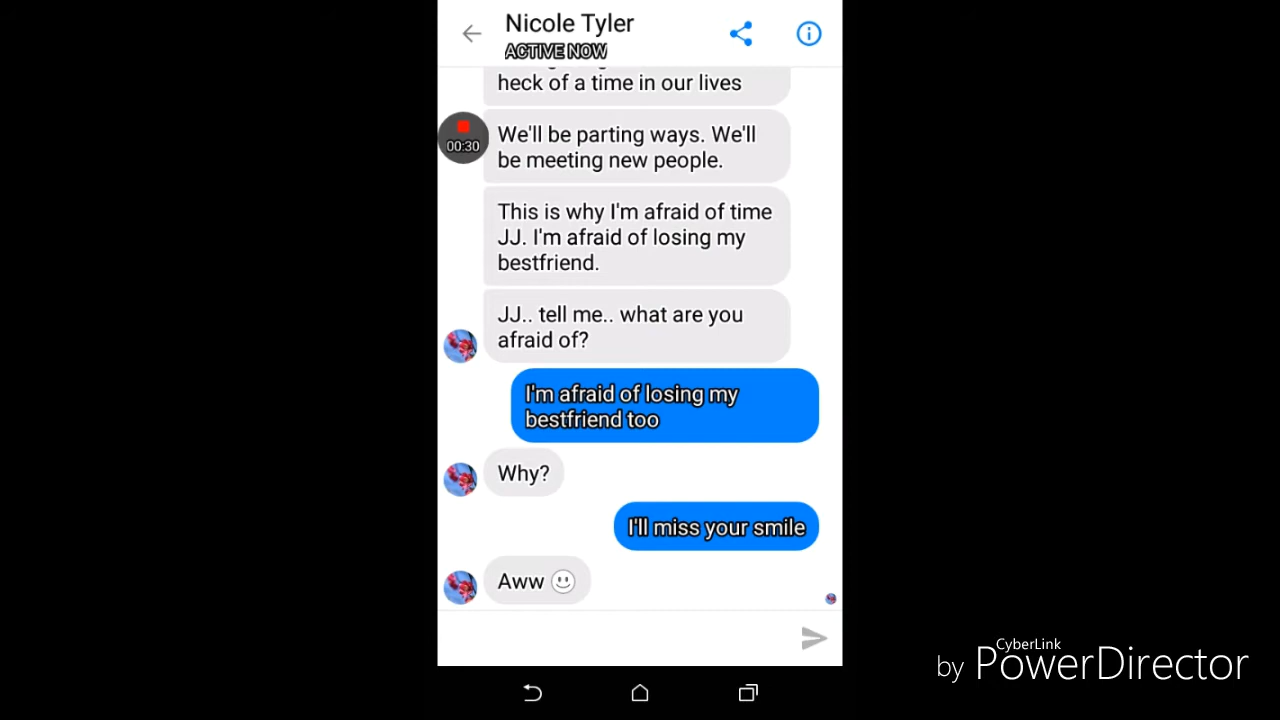 Nicole Tyler
ACTIVE NOW
heck of a time in our lives
00:30
We'll be parting ways. We'll
be meeting new people.
This is why I'm afraid of time
JJ. I'm afraid of losing my
bestfriend.
JJ.. tell me.. what are you
afraid of?
I'm afraid of losing my
bestfriend too
Why?
I'll miss your smile
Aww
CyberLink
by PowerDirector